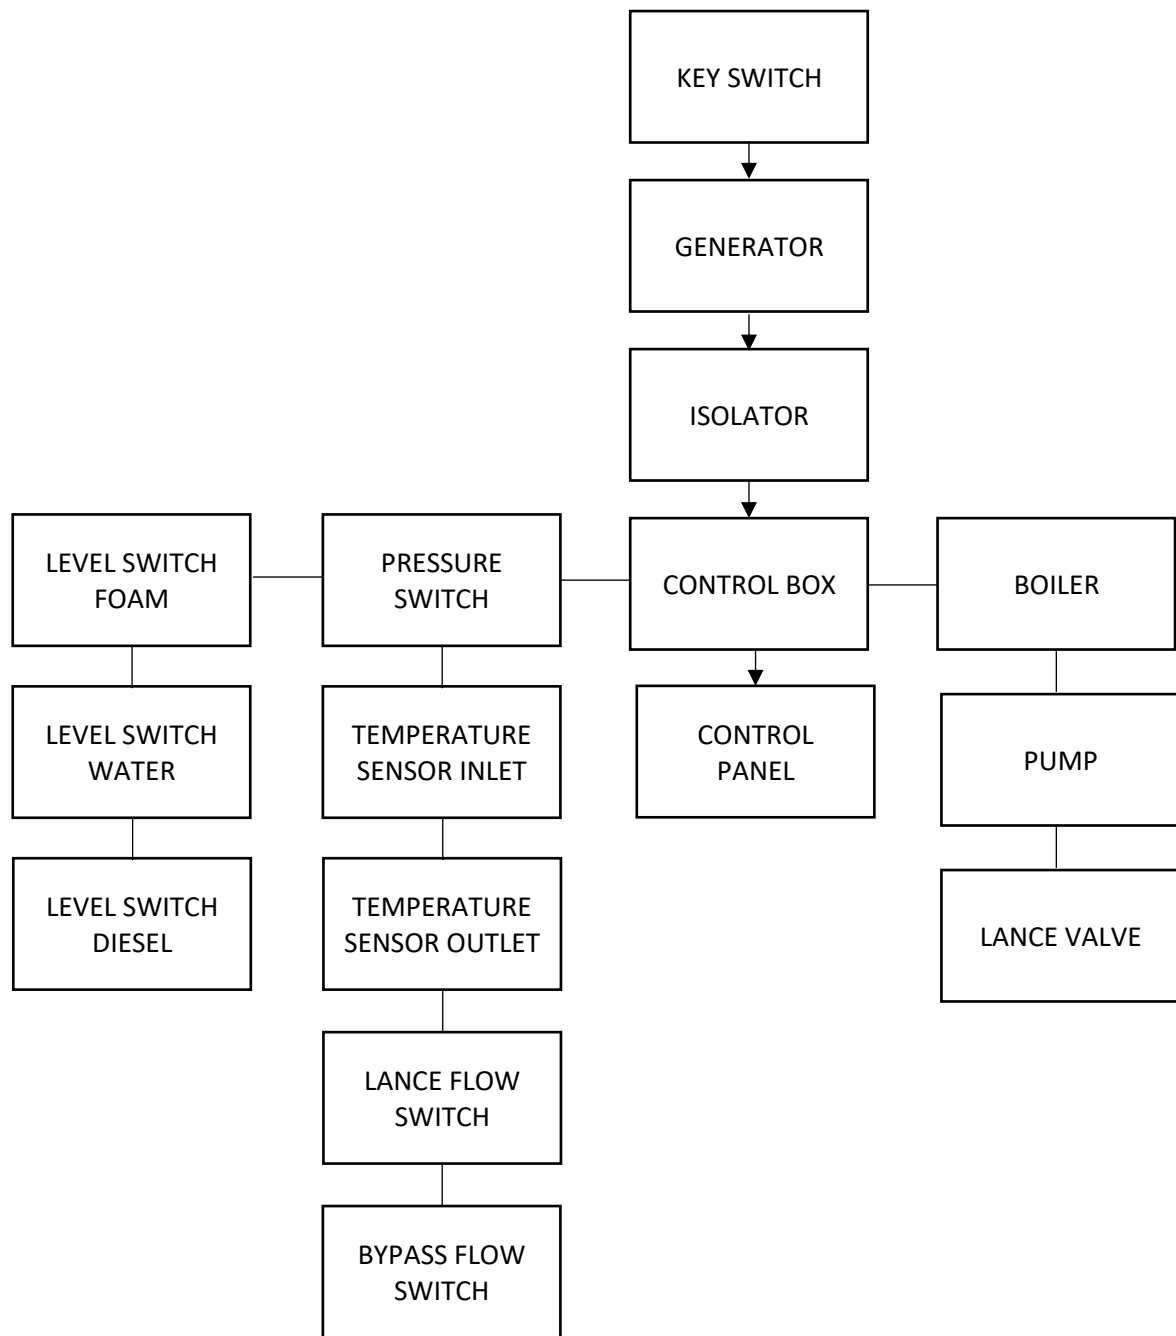 KEY SWITCH
GENERATOR
ISOLATOR
LEVEL SWITCH
FOAM
PRESSURE
SWITCH
CONTROL BOX
BOILER
LEVEL SWITCH
WATER
TEMPERATURE
SENSOR INLET
CONTROL
PANEL
PUMP
LEVEL SWITCH
DIESEL
TEMPERATURE
SENSOR OUTLET
LANCE VALVE
LANCE FLOW
SWITCH
BYPASS FLOW
SWITCH